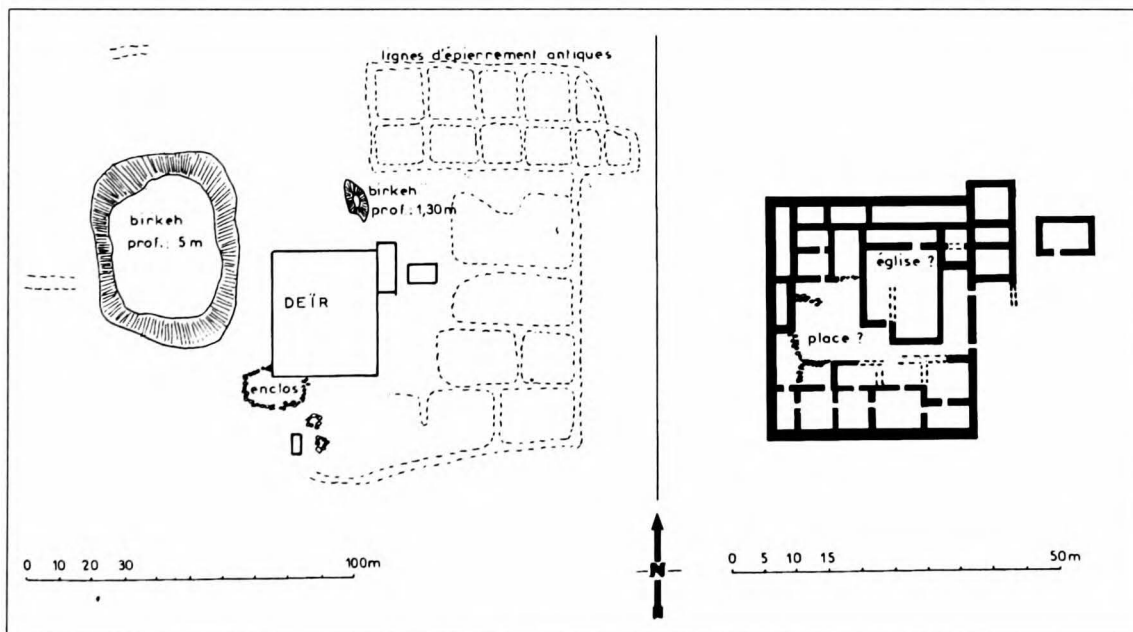 lignes d'épierrement antiques
birkeh
prof.: 5 m
birkeh
prof.: 1,30 m
DEÏR
enclos
0 10 20 30 100m
église ?
place ?
N
0 5 10 15 50m